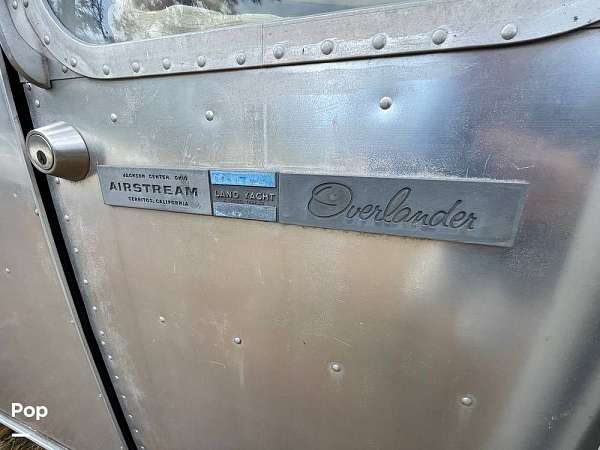 JACKSON CENTER, OHIO
AIRSTREAM
CERRITOS, CALIFORNIA
LAND YACHT
Overlander
Pop